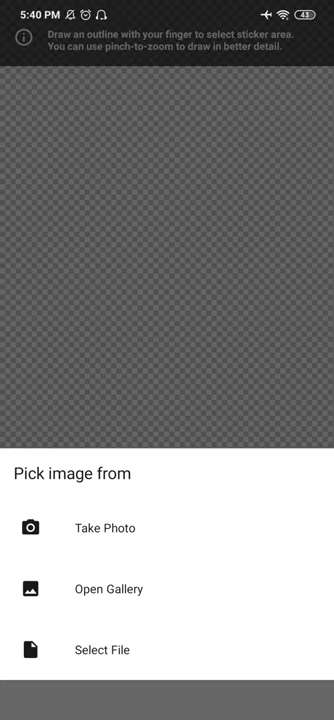 5:40 PM
43
Draw an outline with your finger to select sticker area.
You can use pinch-to-zoom to draw in better detail.
Pick image from
Take Photo
Open Gallery
Select File